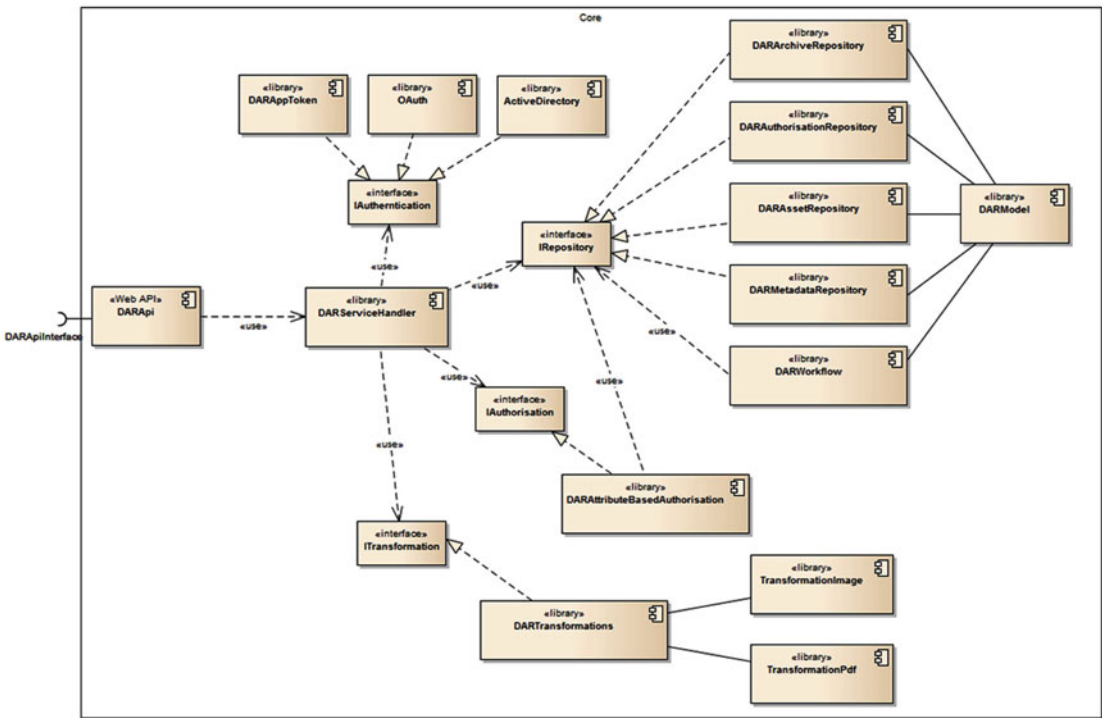 Core
«library»
DARArchiveRepository
«library»
DARAppToken
«library»
OAuth
«library»
ActiveDirectory
«library»
DARAuthorisationRepository
«interface»
IAutherntication
«library»
DARAssetRepository
«library»
DARModel
«interface»
IRepository
«use»
«use»
«library»
DARMetadataRepository
«Web API»
DARApi
«library»
DARServiceHandler
DARApiInterface
«use»
«use»
«library»
DARWorkflow
«use»
«use»
«interface»
IAuthorisation
«use»
«library»
DARAttributeBasedAuthorisation
«interface»
ITransformation
«library»
TransformationImage
«library»
DARTransformations
«library»
TransformationPdf